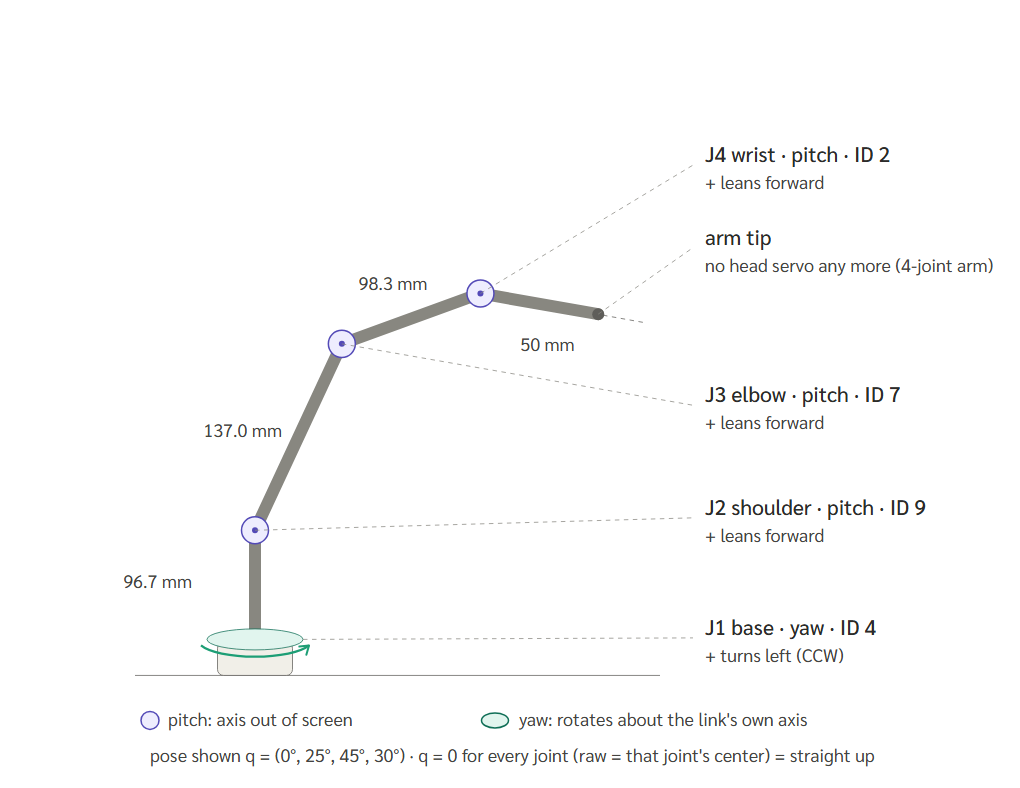 J4 wrist · pitch · ID 2
+ leans forward
arm tip
no head servo any more (4-joint arm)
98.3 mm
50 mm
J3 elbow · pitch · ID 7
+ leans forward
137.0 mm
J2 shoulder · pitch · ID 9
+ leans forward
96.7 mm
J1 base · yaw · ID 4
+ turns left (CCW)
pitch: axis out of screen
yaw: rotates about the link's own axis
pose shown q = (0°, 25°, 45°, 30°) · q = 0 for every joint (raw = that joint's center) = straight up